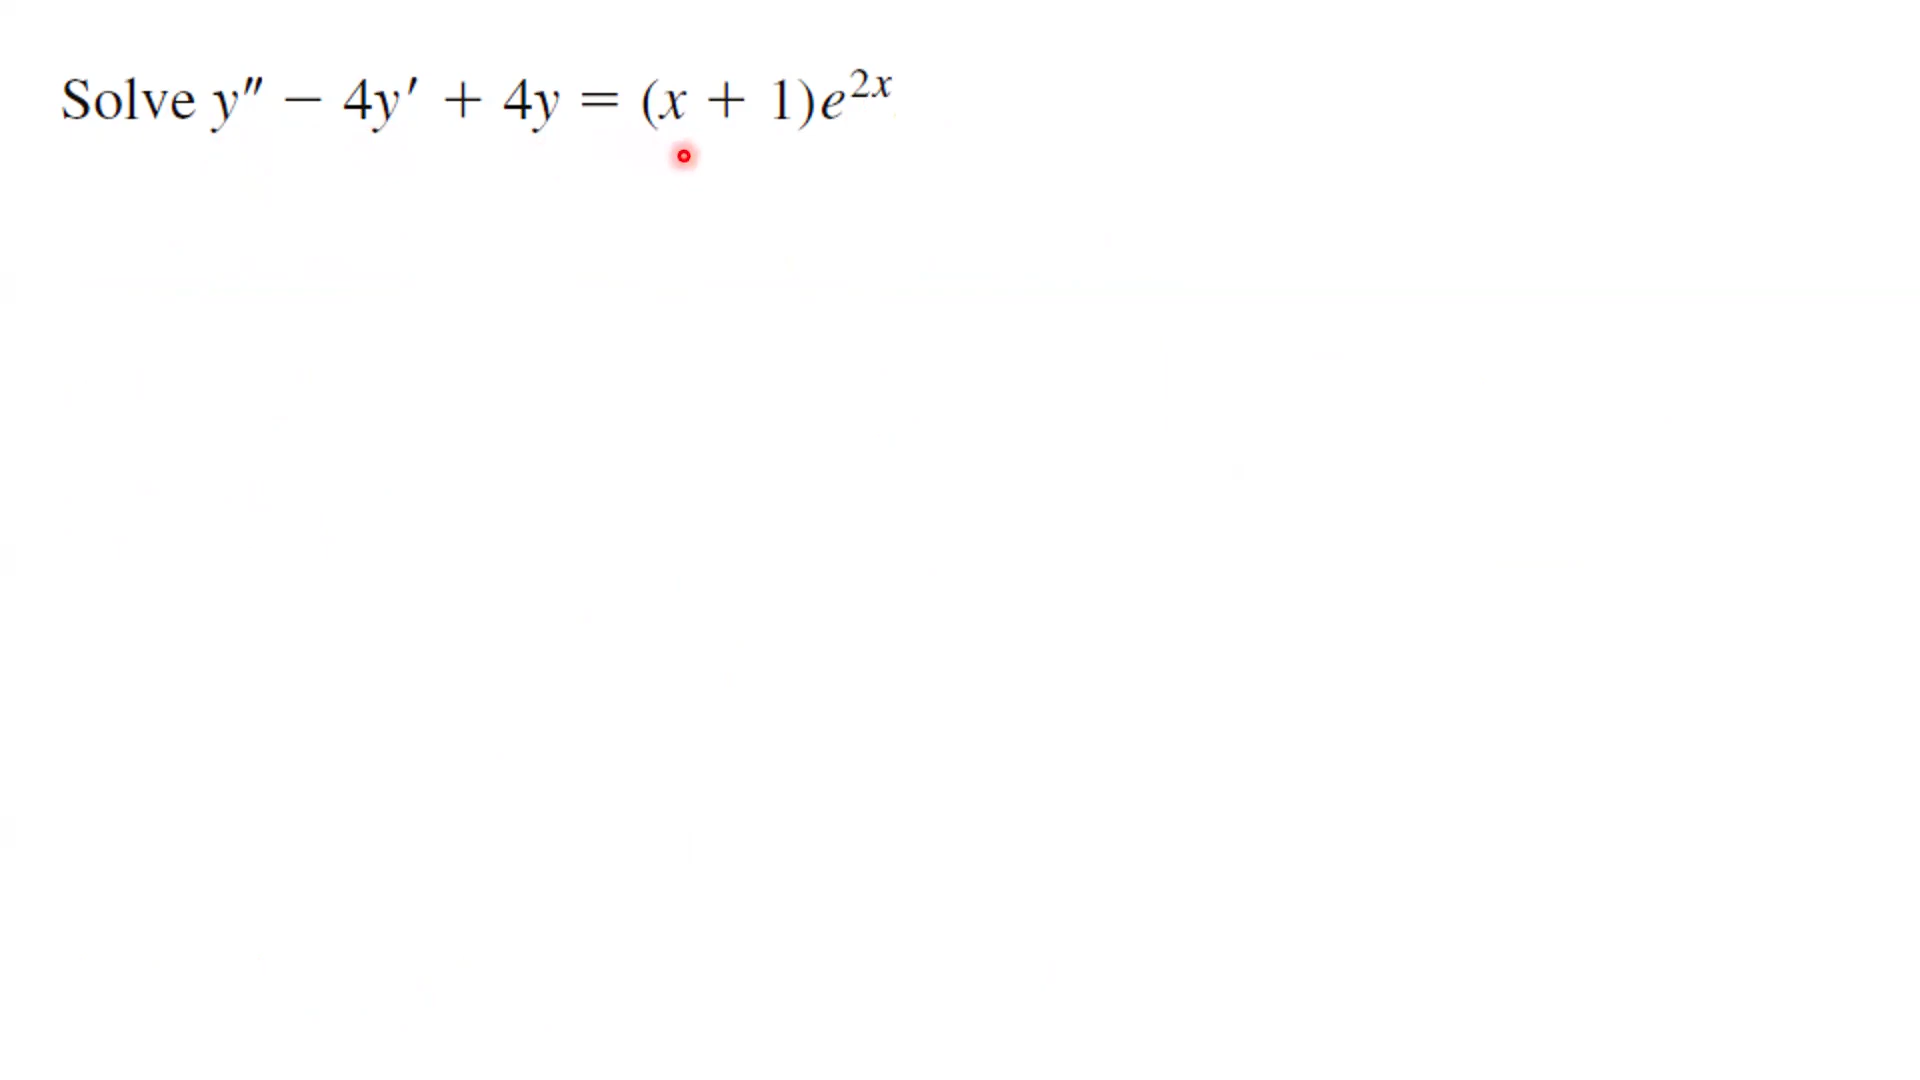 Solve y″ − 4y′ + 4y = (x + 1)e^{2x}